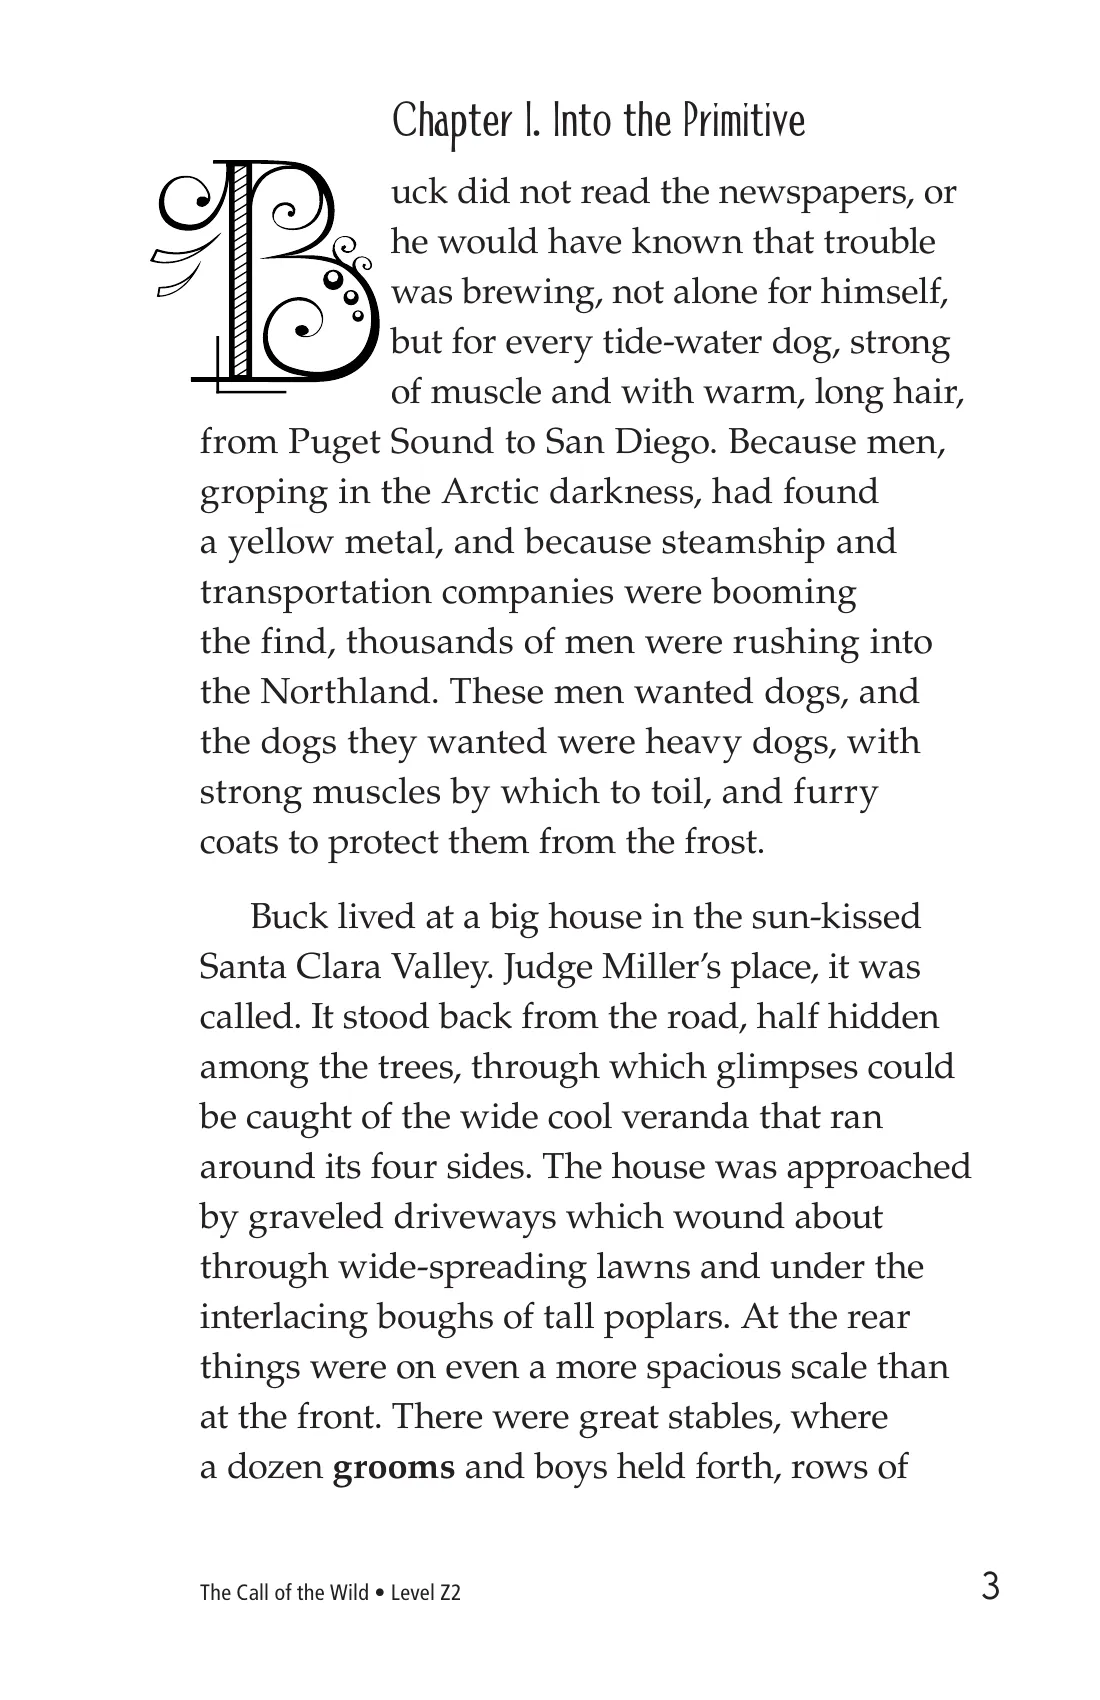 Chapter I. Into the Primitive
Buck did not read the newspapers, or
he would have known that trouble
was brewing, not alone for himself,
but for every tide-water dog, strong
of muscle and with warm, long hair,
from Puget Sound to San Diego. Because men,
groping in the Arctic darkness, had found
a yellow metal, and because steamship and
transportation companies were booming
the find, thousands of men were rushing into
the Northland. These men wanted dogs, and
the dogs they wanted were heavy dogs, with
strong muscles by which to toil, and furry
coats to protect them from the frost.
Buck lived at a big house in the sun-kissed
Santa Clara Valley. Judge Miller’s place, it was
called. It stood back from the road, half hidden
among the trees, through which glimpses could
be caught of the wide cool veranda that ran
around its four sides. The house was approached
by graveled driveways which wound about
through wide-spreading lawns and under the
interlacing boughs of tall poplars. At the rear
things were on even a more spacious scale than
at the front. There were great stables, where
a dozen grooms and boys held forth, rows of
The Call of the Wild • Level Z2
3